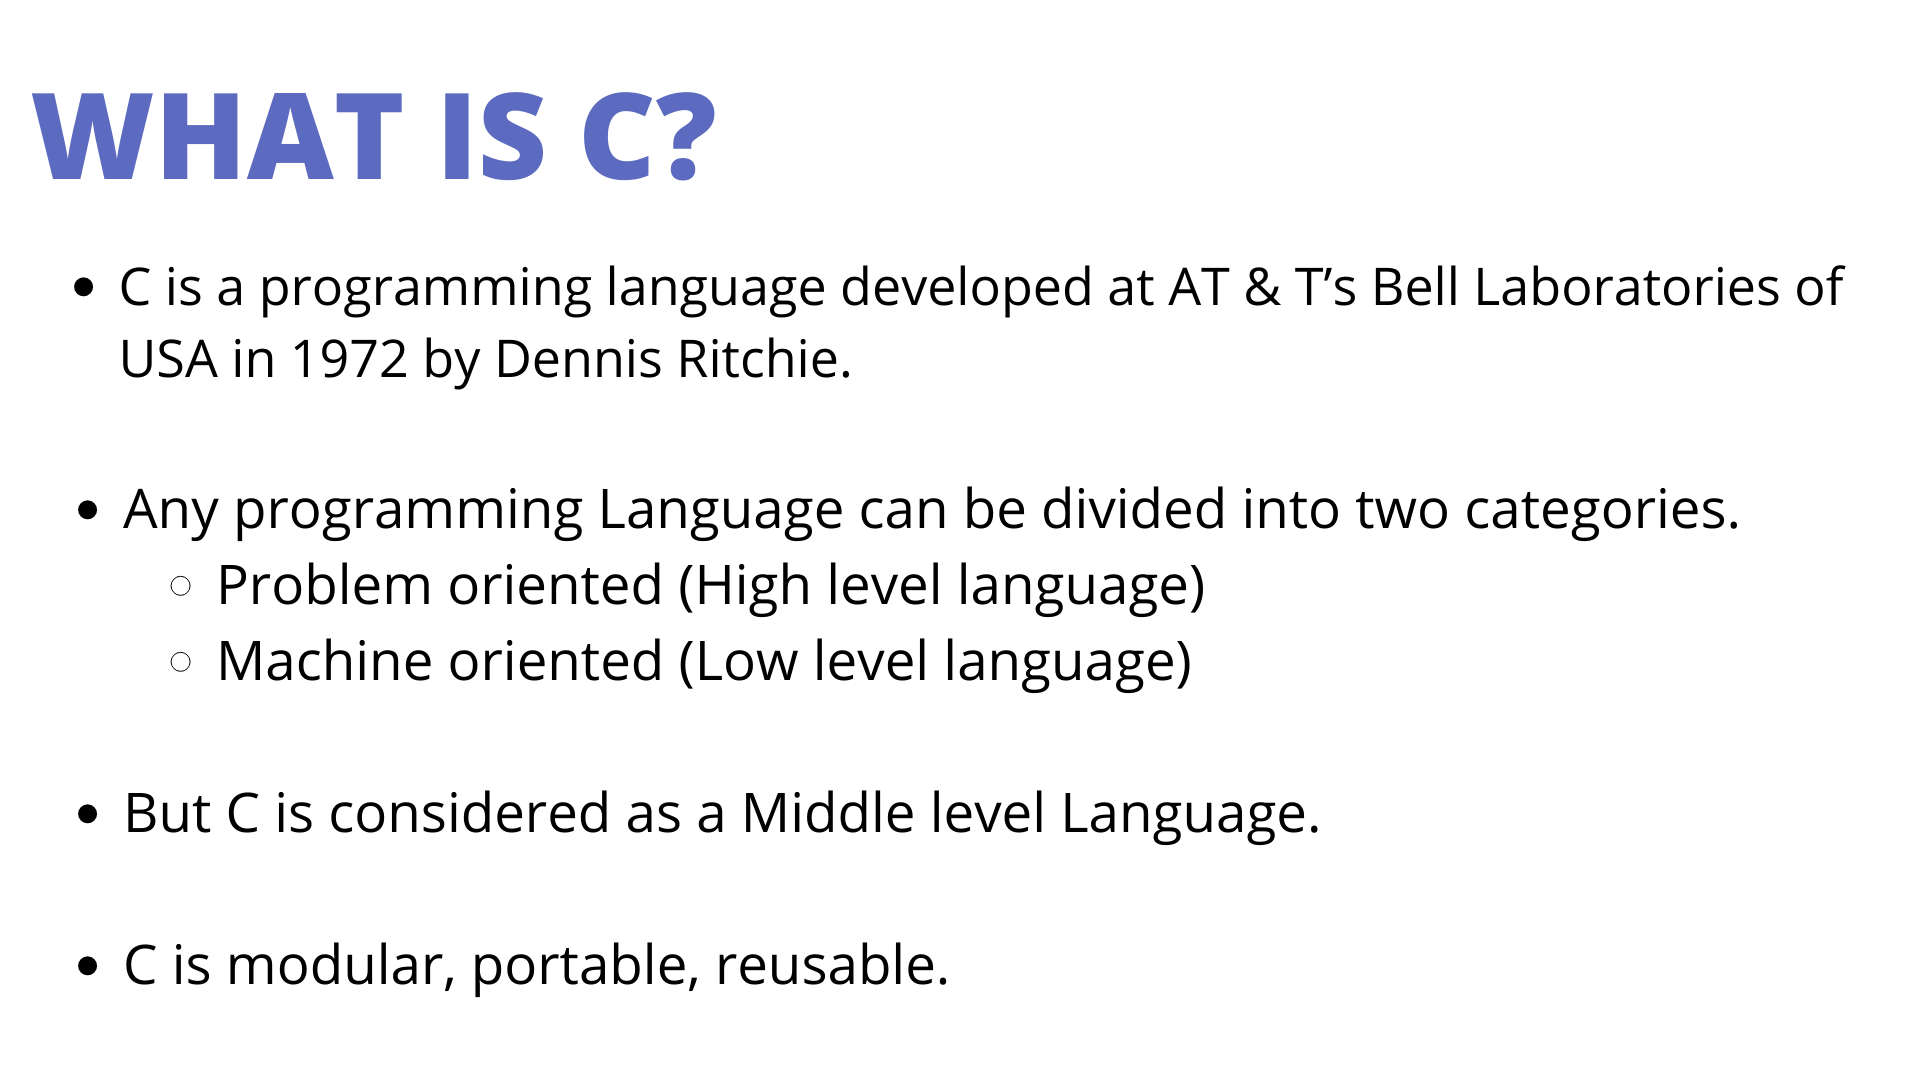 WHAT IS C?
• C is a programming language developed at AT & T’s Bell Laboratories of
USA in 1972 by Dennis Ritchie.
• Any programming Language can be divided into two categories.
◦ Problem oriented (High level language)
◦ Machine oriented (Low level language)
• But C is considered as a Middle level Language.
• C is modular, portable, reusable.